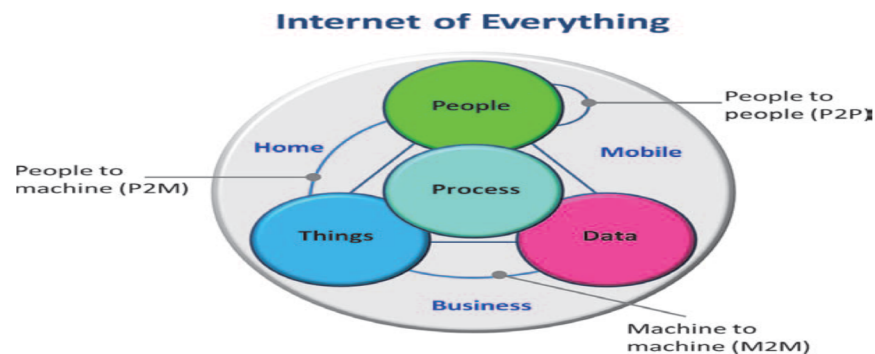 Internet of Everything
People
People to
people (P2P)
Home
Mobile
People to
machine (P2M)
Process
Things
Data
Business
Machine to
machine (M2M)